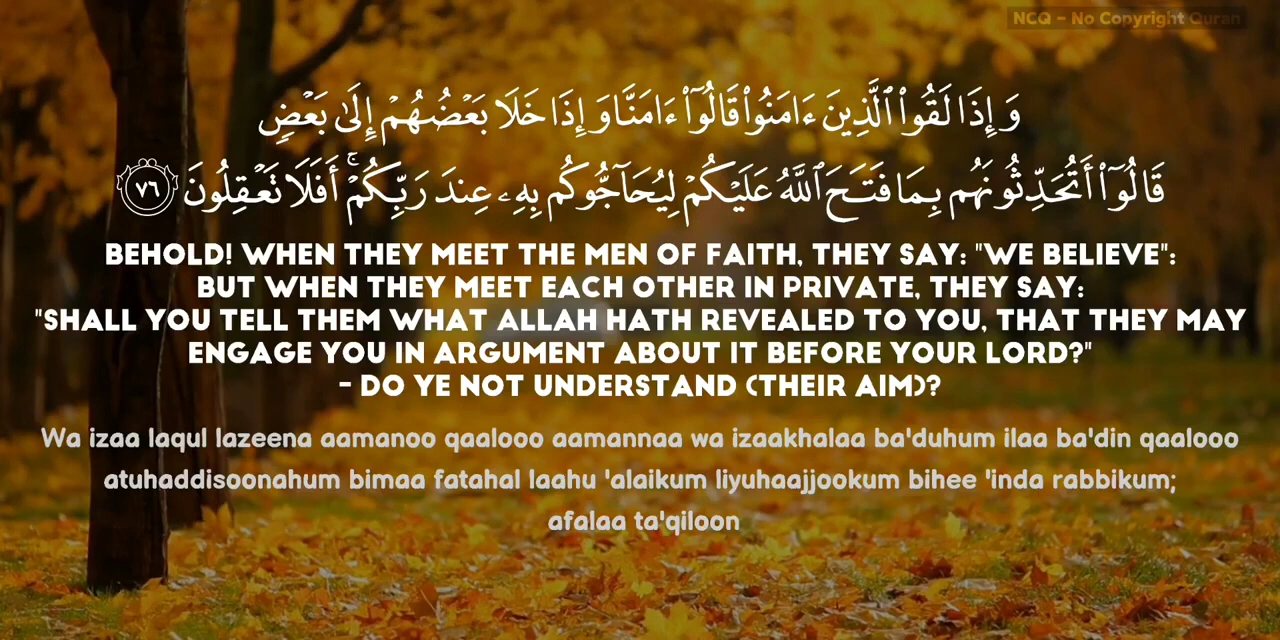 NCQ - No Copyright Quran
وَإِذَا لَقُوا۟ ٱلَّذِينَ ءَامَنُوا۟ قَالُوٓا۟ ءَامَنَّا وَإِذَا خَلَا بَعْضُهُمْ إِلَىٰ بَعْضٍ
قَالُوٓا۟ أَتُحَدِّثُونَهُم بِمَا فَتَحَ ٱللَّهُ عَلَيْكُمْ لِيُحَآجُّوكُم بِهِۦ عِندَ رَبِّكُمْ ۚ أَفَلَا تَعْقِلُونَ ٧٦
BEHOLD! WHEN THEY MEET THE MEN OF FAITH, THEY SAY: "WE BELIEVE":
BUT WHEN THEY MEET EACH OTHER IN PRIVATE, THEY SAY:
"SHALL YOU TELL THEM WHAT ALLAH HATH REVEALED TO YOU, THAT THEY MAY
ENGAGE YOU IN ARGUMENT ABOUT IT BEFORE YOUR LORD?"
- DO YE NOT UNDERSTAND (THEIR AIM)?
Wa izaa laqul lazeena aamanoo qaalooo aamannaa wa izaakhalaa ba'duhum ilaa ba'din qaalooo
atuhaddisoonahum bimaa fatahal laahu 'alaikum liyuhaajjookum bihee 'inda rabbikum;
afalaa ta'qiloon